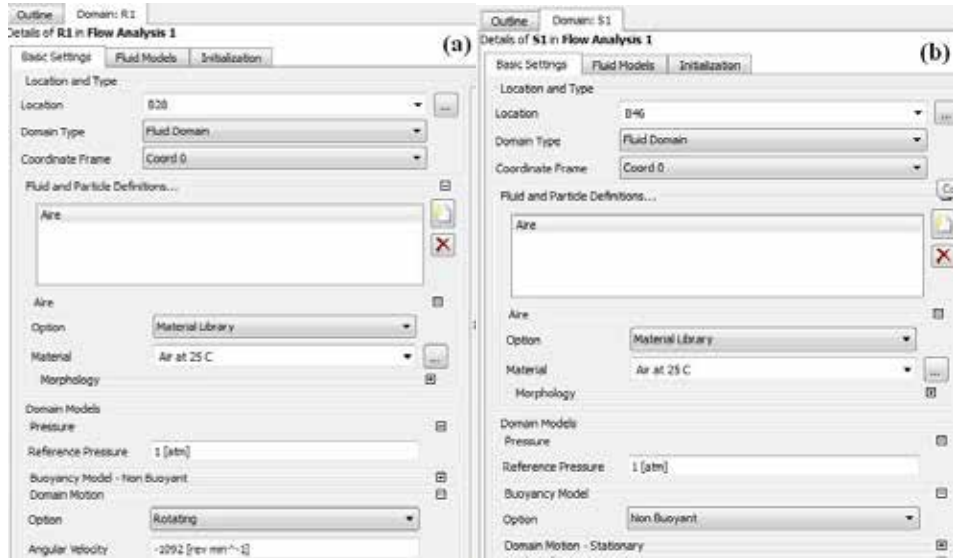 Outline Domain: R1
Details of R1 in Flow Analysis 1
(a)
Basic Settings Fluid Models Initialization
Location and Type
Location B28 ...
Domain Type Fluid Domain
Coordinate Frame Coord 0
Fluid and Particle Definitions...
Aire
Aire
Option Material Library
Material Air at 25 C ...
Morphology
Domain Models
Pressure
Reference Pressure 1 [atm]
Buoyancy Model - Non Buoyant
Domain Motion
Option Rotating
Angular Velocity -1092 [rev min^-1]
Outline Domain: S1
Details of S1 in Flow Analysis 1
(b)
Basic Settings Fluid Models Initialization
Location and Type
Location B46 ...
Domain Type Fluid Domain
Coordinate Frame Coord 0
Fluid and Particle Definitions...
Aire
Aire
Option Material Library
Material Air at 25 C ...
Morphology
Domain Models
Pressure
Reference Pressure 1 [atm]
Buoyancy Model
Option Non Buoyant
Domain Motion - Stationary